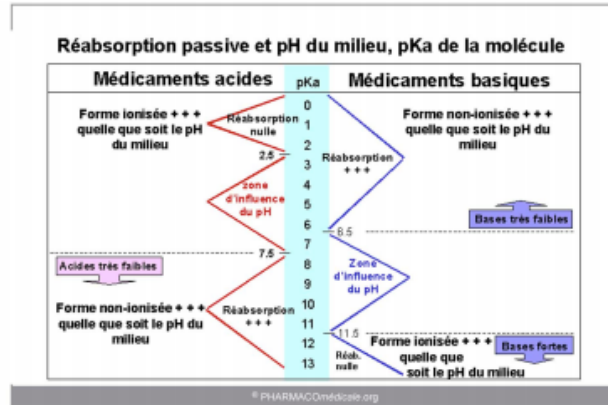 Réabsorption passive et pH du milieu, pKa de la molécule
Médicaments acides
pKa
Médicaments basiques
Forme ionisée +++
quelle que soit le pH
du milieu
Réabsorption
nulle
2.5
zone
d'influence
du pH
7.5
Acides très faibles
Forme non-ionisée +++
quelle que soit le pH du
milieu
Réabsorption
+++
0
1
2
3
4
5
6
7
8
9
10
11
12
13
Forme non-ionisée +++
quelle que soit le pH du
milieu
Réabsorption
+++
Bases très faibles
6.5
Zone
d'influence
du pH
11.5
Forme ionisée +++
quelle que
soit le pH du milieu
Bases fortes
Réab.
nulle
© PHARMACOmédicale.org